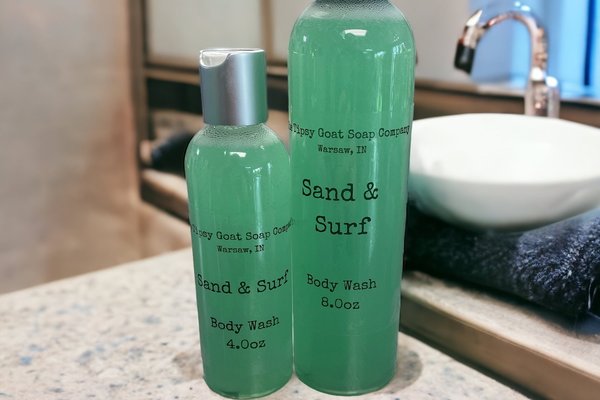 Tipsy Goat Soap
Warsaw, IN
Sand & Surf
Body Wash
4.0oz
Tipsy Goat Soap Company
Warsaw, IN
Sand &
Surf
Body Wash
8.0oz